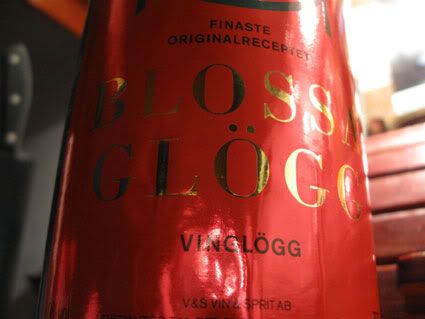 FINASTE
ORIGINALRECEPTET
BLOSSA
GLÖGG
VINGLÖGG
V&S VIN & SPRIT AB